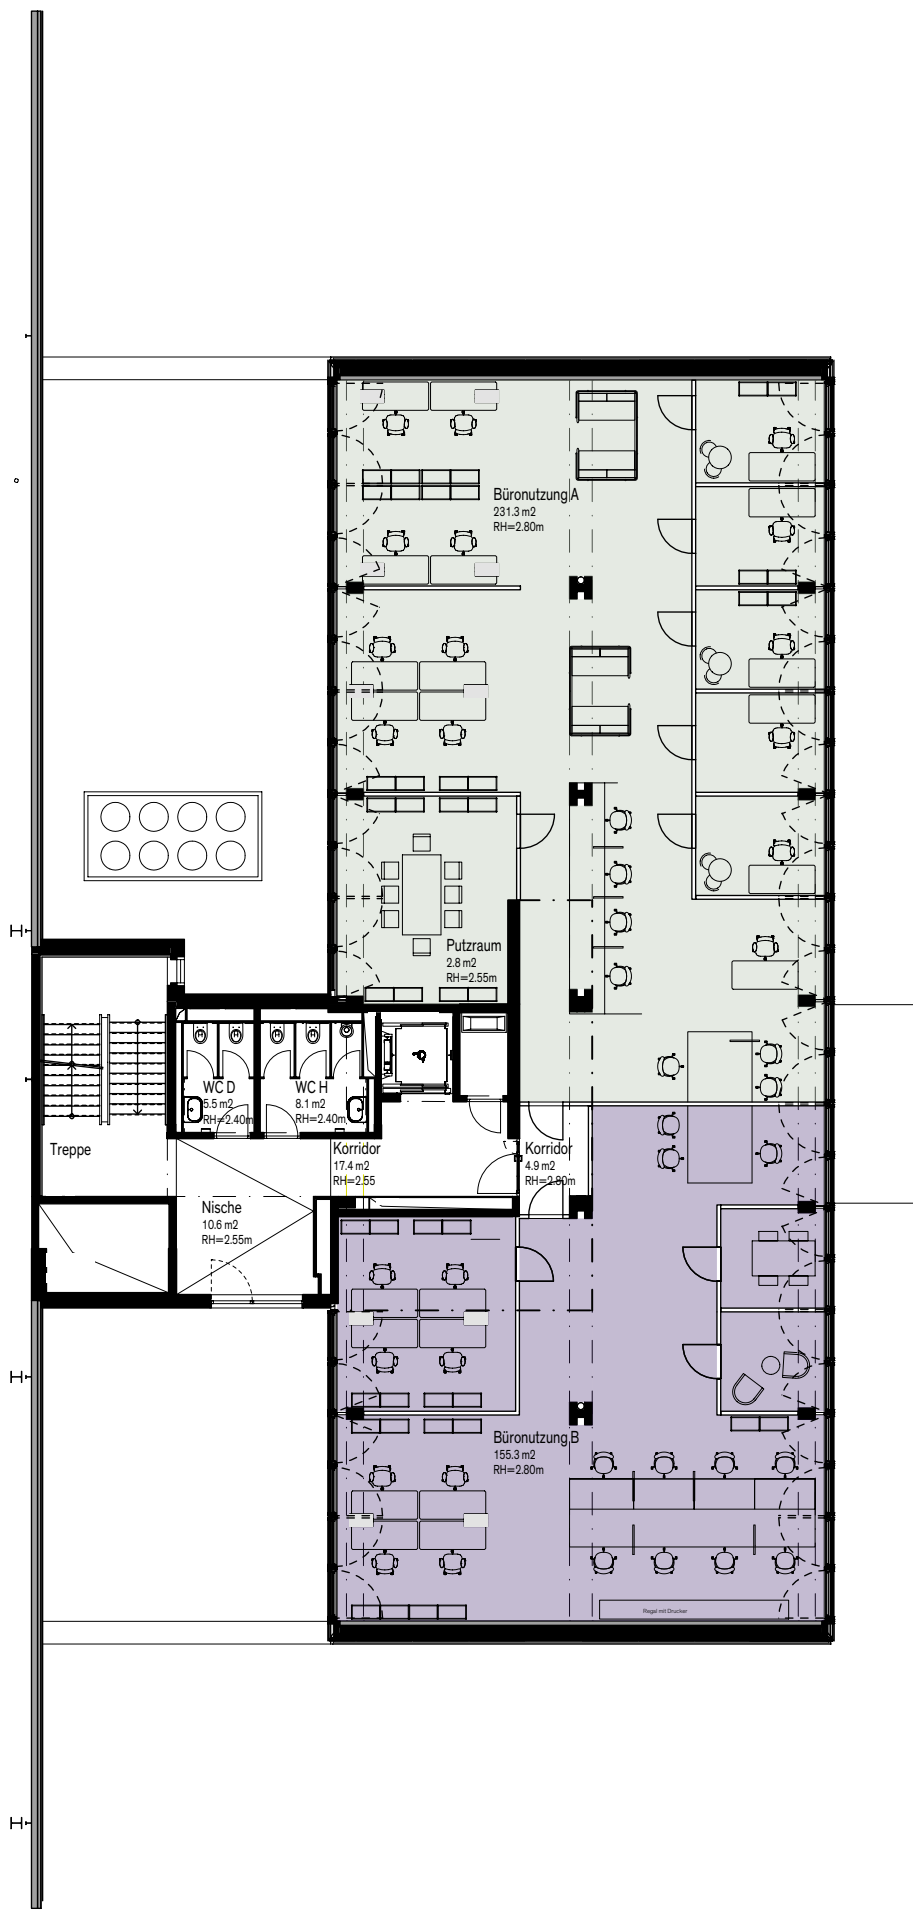 Büronutzung A
231.3 m2
RH=2.80m
Putzraum
2.8 m2
RH=2.55m
WC D
5.5 m2
RH=2.40m
WC H
8.1 m2
RH=2.40m
Treppe
Korridor
17.4 m2
RH=2.55
Korridor
4.9 m2
RH=2.80m
Nische
10.6 m2
RH=2.55m
Büronutzung B
155.3 m2
RH=2.80m
Regal mit Drucker